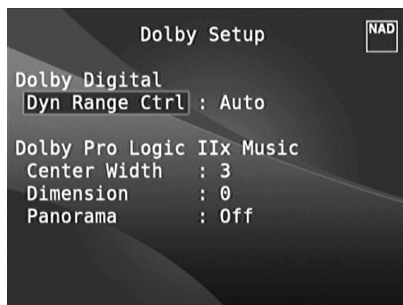 Dolby Setup
NAD
Dolby Digital
Dyn Range Ctrl : Auto
Dolby Pro Logic IIx Music
Center Width : 3
Dimension : 0
Panorama : Off